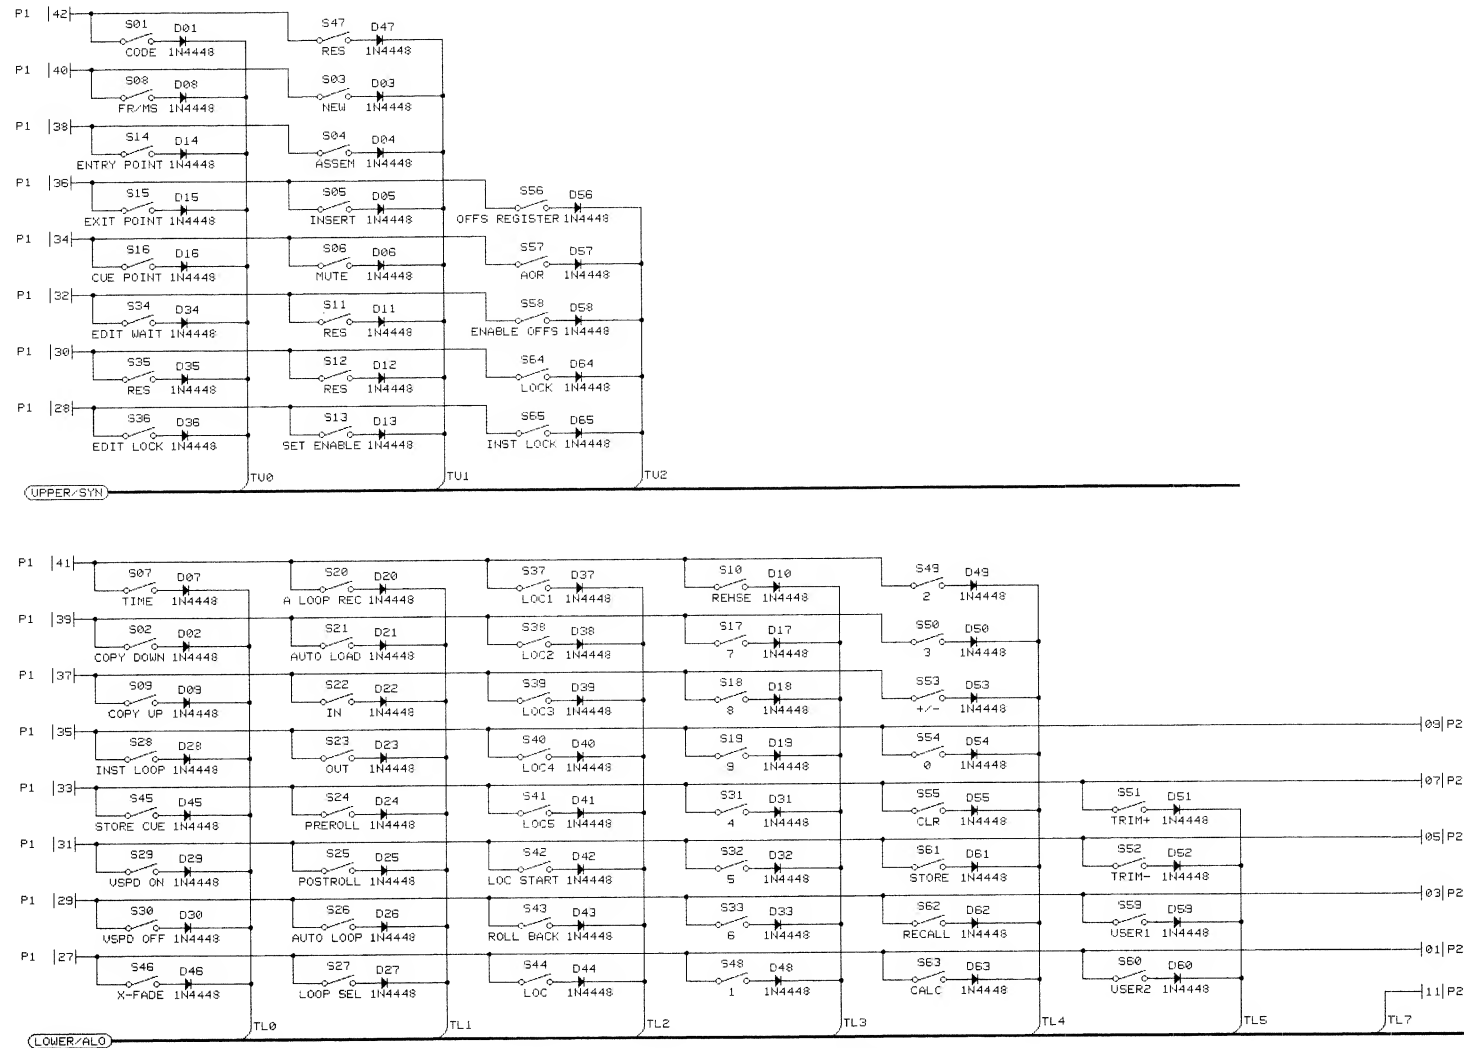 P1 |42|
S01 D01 S47 D47
CODE 1N4448 RES 1N4448
P1 |40|
S08 D08 S03 D03
FR/MS 1N4448 NEW 1N4448
P1 |38|
S14 D14 S04 D04
ENTRY POINT 1N4448 ASSEM 1N4448
P1 |36|
S15 D15 S05 D05 S56 D56
EXIT POINT 1N4448 INSERT 1N4448 OFFS REGISTER 1N4448
P1 |34|
S16 D16 S06 D06 S57 D57
CUE POINT 1N4448 MUTE 1N4448 AOR 1N4448
P1 |32|
S34 D34 S11 D11 S58 D58
EDIT WAIT 1N4448 RES 1N4448 ENABLE OFFS 1N4448
P1 |30|
S35 D35 S12 D12 S64 D64
RES 1N4448 RES 1N4448 LOCK 1N4448
P1 |28|
S36 D36 S13 D13 S65 D65
EDIT LOCK 1N4448 SET ENABLE 1N4448 INST LOCK 1N4448
TU0 TU1 TU2
UPPER/SYN
P1 |41|
S07 D07 S20 D20 S37 D37 S10 D10 S49 D49
TIME 1N4448 A LOOP REC 1N4448 LOC1 1N4448 REHSE 1N4448 2 1N4448
P1 |39|
S02 D02 S21 D21 S38 D38 S17 D17 S50 D50
COPY DOWN 1N4448 AUTO LOAD 1N4448 LOC2 1N4448 7 1N4448 3 1N4448
P1 |37|
S09 D09 S22 D22 S39 D39 S18 D18 S53 D53
COPY UP 1N4448 IN 1N4448 LOC3 1N4448 8 1N4448 +/- 1N4448
P1 |35| |09| P2
S28 D28 S23 D23 S40 D40 S19 D19 S54 D54
INST LOOP 1N4448 OUT 1N4448 LOC4 1N4448 9 1N4448 0 1N4448
P1 |33| |07| P2
S45 D45 S24 D24 S41 D41 S31 D31 S55 D55 S51 D51
STORE CUE 1N4448 PREROLL 1N4448 LOC5 1N4448 4 1N4448 CLR 1N4448 TRIM+ 1N4448
P1 |31| |05| P2
S29 D29 S25 D25 S42 D42 S32 D32 S61 D61 S52 D52
VSPD ON 1N4448 POSTROLL 1N4448 LOC START 1N4448 5 1N4448 STORE 1N4448 TRIM- 1N4448
P1 |29| |03| P2
S30 D30 S26 D26 S43 D43 S33 D33 S62 D62 S59 D59
VSPD OFF 1N4448 AUTO LOOP 1N4448 ROLL BACK 1N4448 6 1N4448 RECALL 1N4448 USER1 1N4448
P1 |27| |01| P2
S46 D46 S27 D27 S44 D44 S48 D48 S63 D63 S60 D60
X-FADE 1N4448 LOOP SEL 1N4448 LOC 1N4448 1 1N4448 CALC 1N4448 USER2 1N4448
|11| P2
TL0 TL1 TL2 TL3 TL4 TL5 TL7
LOWER/ALO